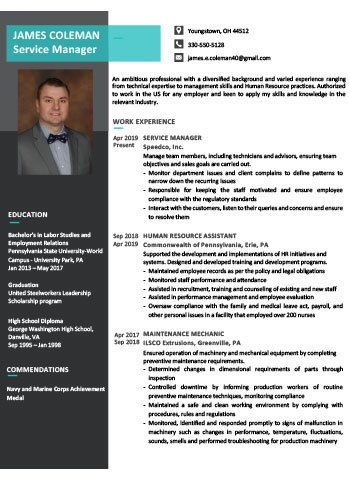 JAMES COLEMAN
Service Manager
Youngstown, OH 44512
330-550-5128
james.e.coleman40@gmail.com
An ambitious professional with a diversified background and varied experience ranging
from technical expertise to management skills and Human Resource practices. Authorized
to work in the US for any employer and keen to apply my skills and knowledge in the
relevant industry.
WORK EXPERIENCE
Apr 2019 SERVICE MANAGER
Present Speedco, Inc.
Manage team members, including technicians and advisors, ensuring team
objectives and sales goals are carried out.
- Monitor department issues and client complains to define patterns to
narrow down the recurring issues
- Responsible for keeping the staff motivated and ensure employee
compliance with the regulatory standards
- Interact with the customers, listen to their queries and concerns and ensure
to resolve them
Sep 2018 HUMAN RESOURCE ASSISTANT
Apr 2019 Commonwealth of Pennsylvania, Erie, PA
Supported the development and implementations of HR initiatives and
systems. Designed and developed training and development programs.
- Maintained employee records as per the policy and legal obligations
- Monitored staff performance and attendance
- Assisted in recruitment, training and counseling of existing and new staff
- Assisted in performance management and employee evaluation
- Oversaw compliance with the family and medical leave act, payroll, and
other personal issues in a facility that employed over 200 nurses
Apr 2017 MAINTENANCE MECHANIC
Sep 2018 ILSCO Extrusions, Greenville, PA
Ensured operation of machinery and mechanical equipment by completing
preventive maintenance requirements.
- Determined changes in dimensional requirements of parts through
inspection
- Controlled downtime by informing production workers of routine
preventive maintenance techniques, monitoring compliance
- Maintained a safe and clean working environment by complying with
procedures, rules and regulations
- Monitored, identified and responded promptly to signs of malfunction in
machinery such as changes in performance, temperature, fluctuations,
sounds, smells and performed troubleshooting for production machinery
EDUCATION
Bachelor's in Labor Studies and
Employment Relations
Pennsylvania State University-World
Campus - University Park, PA
Jan 2013 – May 2017
Graduation
United Steelworkers Leadership
Scholarship program
High School Diploma
George Washington High School,
Danville, VA
Sep 1995 – Jan 1998
COMMENDATIONS
Navy and Marine Corps Achievement
Medal